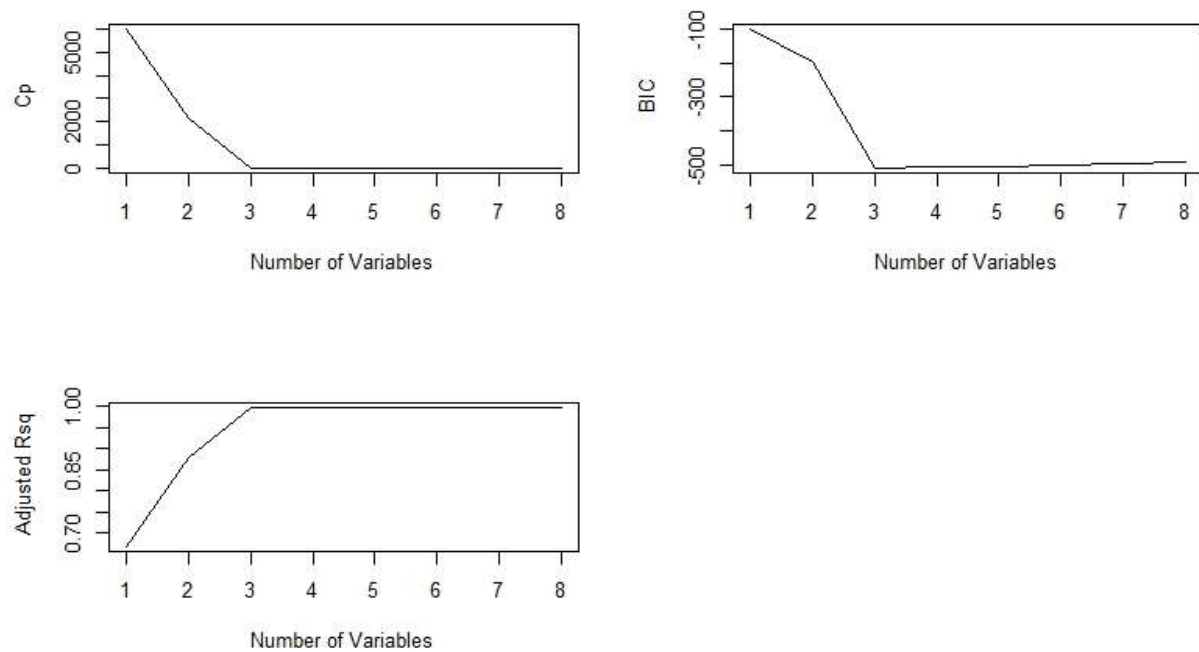 Cp
5000
2000
0
1 2 3 4 5 6 7 8
Number of Variables
BIC
-100
-300
-500
1 2 3 4 5 6 7 8
Number of Variables
Adjusted Rsq
1.00
0.85
0.70
1 2 3 4 5 6 7 8
Number of Variables